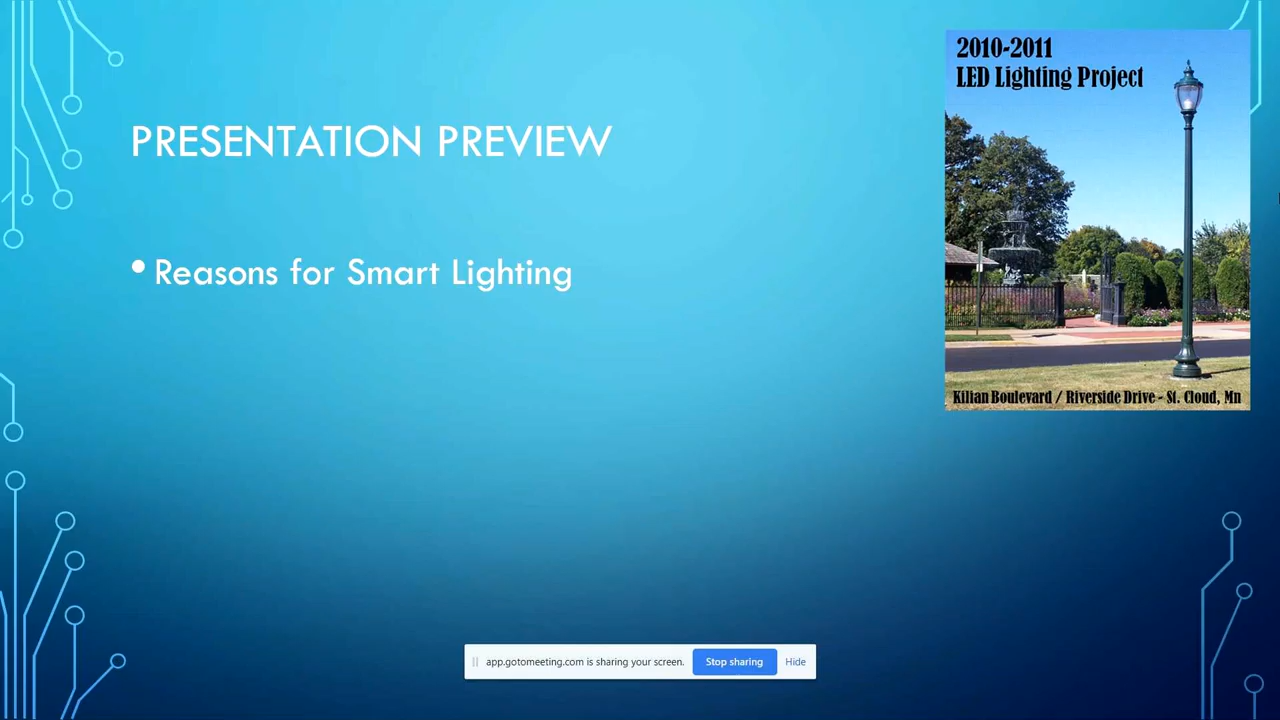 PRESENTATION PREVIEW
• Reasons for Smart Lighting
2010-2011
LED Lighting Project
Kilian Boulevard / Riverside Drive - St. Cloud, Mn
app.gotomeeting.com is sharing your screen. Stop sharing Hide